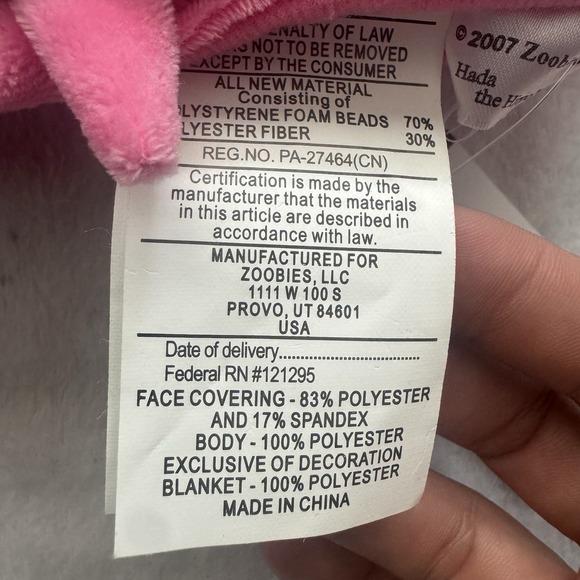 OF LAW
NOT TO BE REMOVED
EXCEPT BY THE CONSUMER
ALL NEW MATERIAL
Consisting of
LYSTYRENE FOAM BEADS 70%
LYESTER FIBER 30%
REG.NO. PA-27464(CN)
Certification is made by the
manufacturer that the materials
in this article are described in
accordance with law.
MANUFACTURED FOR
ZOOBIES, LLC
1111 W 100 S
PROVO, UT 84601
USA
Date of delivery........................................
Federal RN #121295
FACE COVERING - 83% POLYESTER
AND 17% SPANDEX
BODY - 100% POLYESTER
EXCLUSIVE OF DECORATION
BLANKET - 100% POLYESTER
MADE IN CHINA
© 2007 Zoob
Hada
the